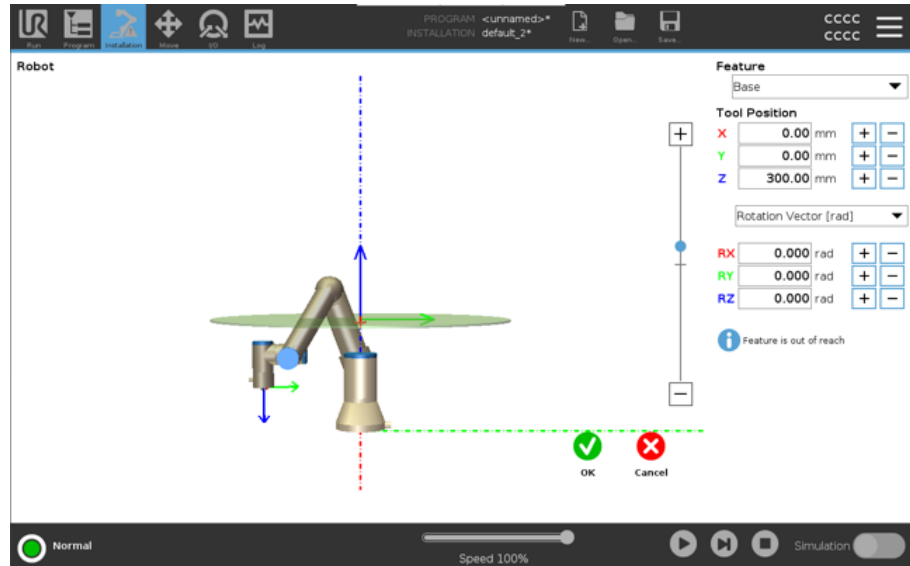 UR
PROGRAM <unnamed>*
INSTALLATION default_2*
cccc
cccc
Run
Program
Installation
Move
I/O
Log
New...
Open...
Save...
Robot
Feature
Base
Tool Position
X 0.00 mm + −
Y 0.00 mm + −
Z 300.00 mm + −
Rotation Vector [rad]
RX 0.000 rad + −
RY 0.000 rad + −
RZ 0.000 rad + −
i Feature is out of reach
+
−
OK
Cancel
Normal
Speed 100%
Simulation